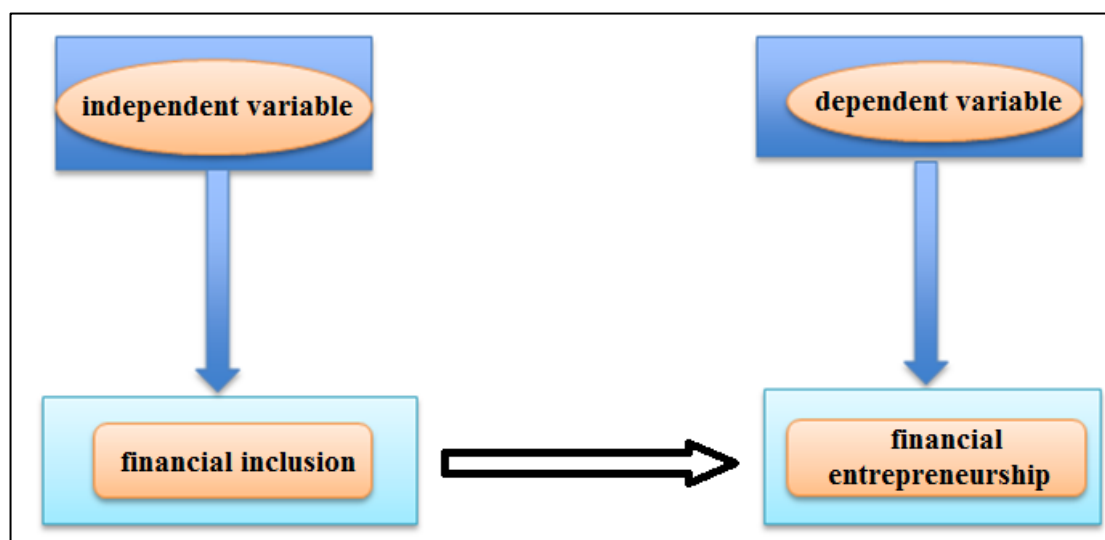 independent variable
dependent variable
financial inclusion
financial
entrepreneurship